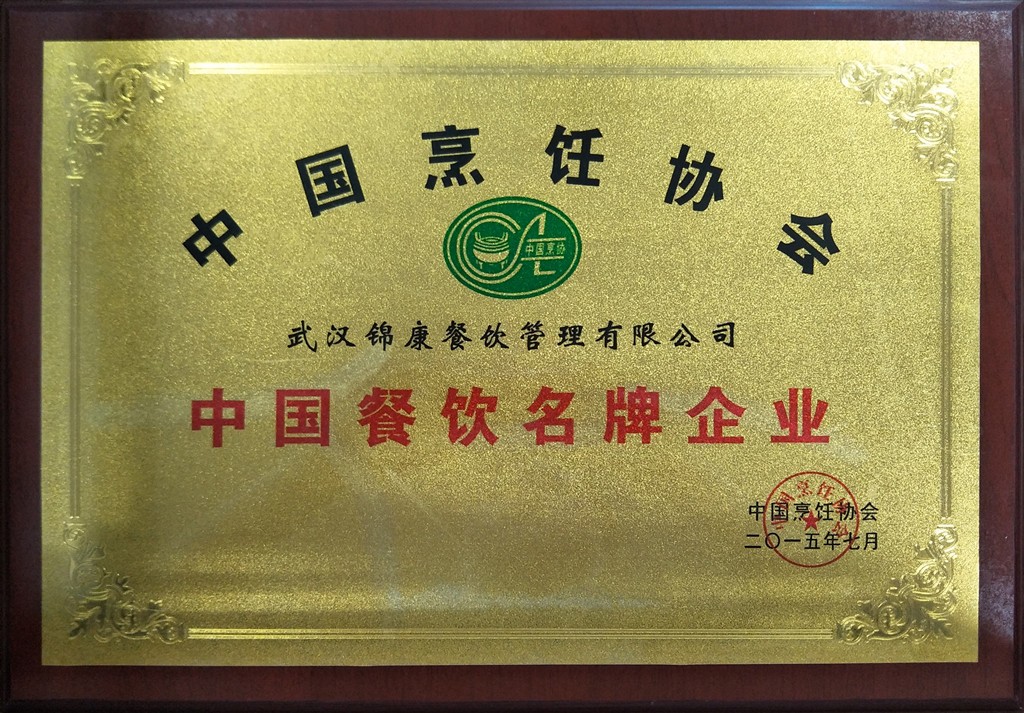 中国烹饪协会
中国烹协
武汉锦康餐饮管理有限公司
中国餐饮名牌企业
中国烹饪协会
二〇一五年七月